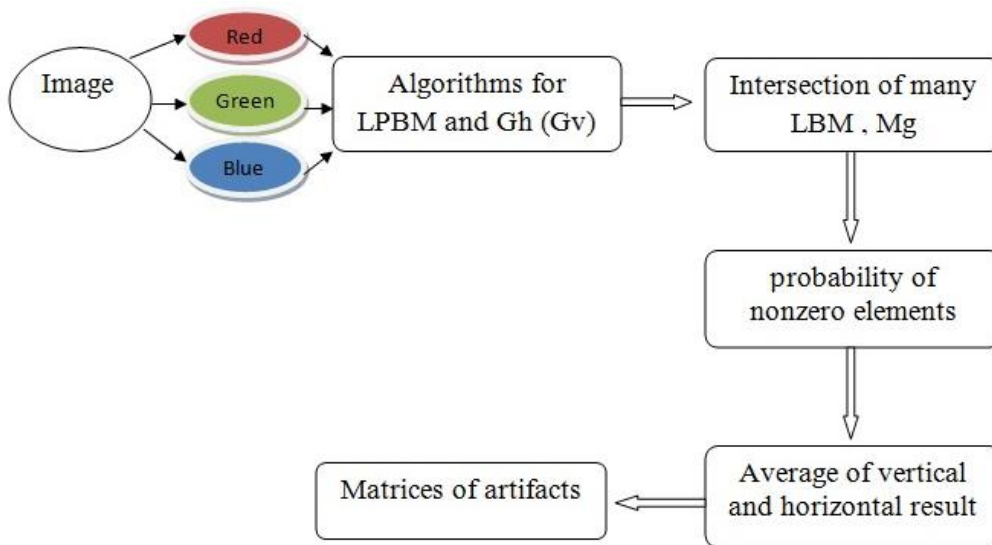 Image
Red
Green
Blue
Algorithms for
LPBM and Gh (Gv)
Intersection of many
LBM , Mg
probability of
nonzero elements
Average of vertical
and horizontal result
Matrices of artifacts